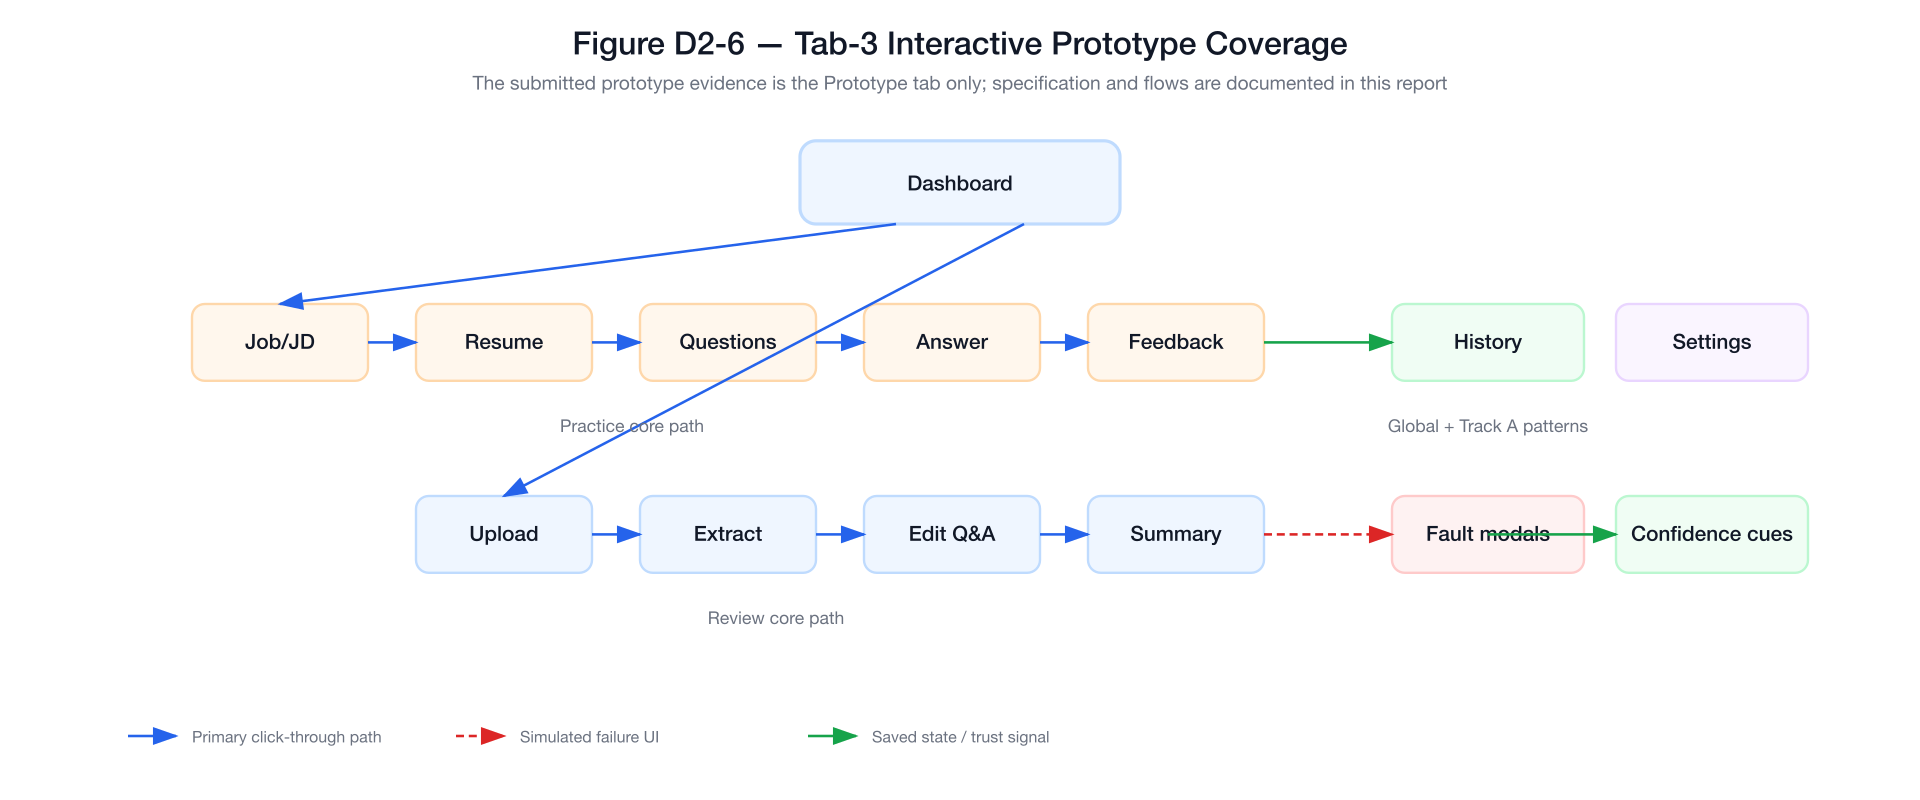 Figure D2-6 — Tab-3 Interactive Prototype Coverage
The submitted prototype evidence is the Prototype tab only; specification and flows are documented in this report
Dashboard
Job/JD
Resume
Questions
Answer
Feedback
History
Settings
Practice core path
Global + Track A patterns
Upload
Extract
Edit Q&A
Summary
Fault modals
Confidence cues
Review core path
Primary click-through path
Simulated failure UI
Saved state / trust signal